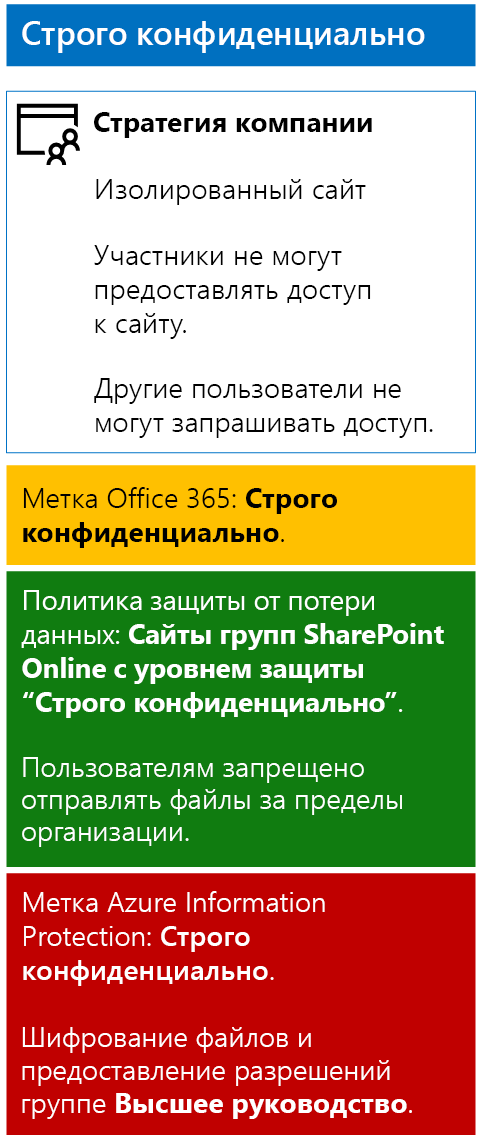 Строго конфиденциально
Стратегия компании
Изолированный сайт
Участники не могут
предоставлять доступ
к сайту.
Другие пользователи не
могут запрашивать доступ.
Метка Office 365: Строго
конфиденциально.
Политика защиты от потери
данных: Сайты групп SharePoint
Online с уровнем защиты
“Строго конфиденциально”.
Пользователям запрещено
отправлять файлы за пределы
организации.
Метка Azure Information
Protection: Строго
конфиденциально.
Шифрование файлов и
предоставление разрешений
группе Высшее руководство.